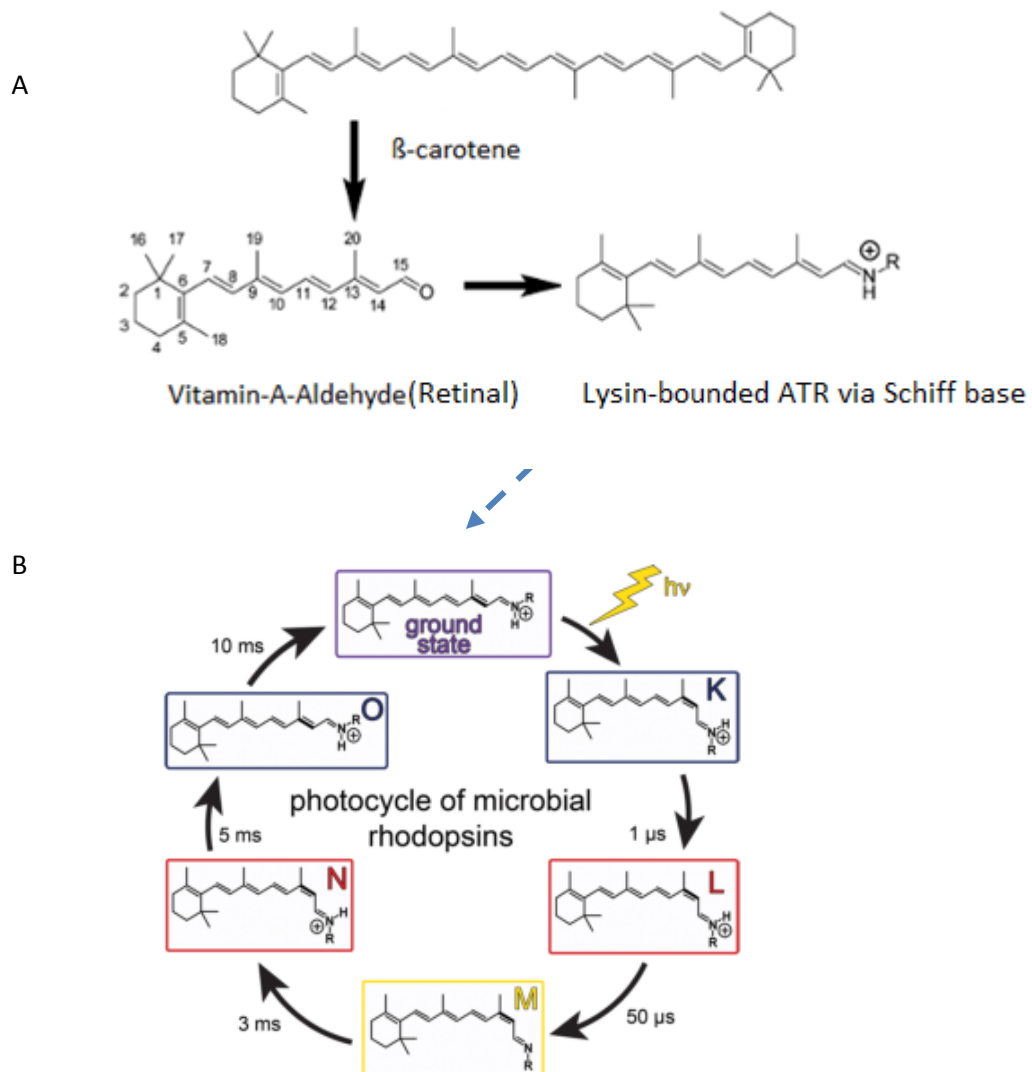 A
ß-carotene
16 17 19 20
7 8 15
6
2 1 9 11 13 O
10 12 14
3 5
4 18
⊕
N R
H
Vitamin-A-Aldehyde(Retinal) Lysin-bounded ATR via Schiff base
B
hν
ground
state
R
N
H
⊕
10 ms
K
H
N
⊕
R
O
R
N
H
⊕
photocycle of microbial
rhodopsins
1 µs
5 ms
L
H
N
⊕
R
N
H
N
⊕
R
50 µs
M
N
R
3 ms